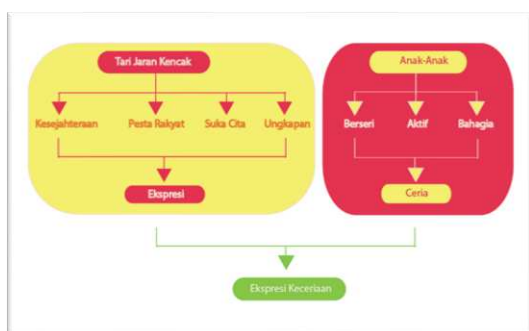 Tari Jaran Kencak
Kesejahteraan Pesta Rakyat Suka Cita Ungkapan
Ekspresi
Anak-Anak
Berseri Aktif Bahagia
Ceria
Ekspresi Keceriaan